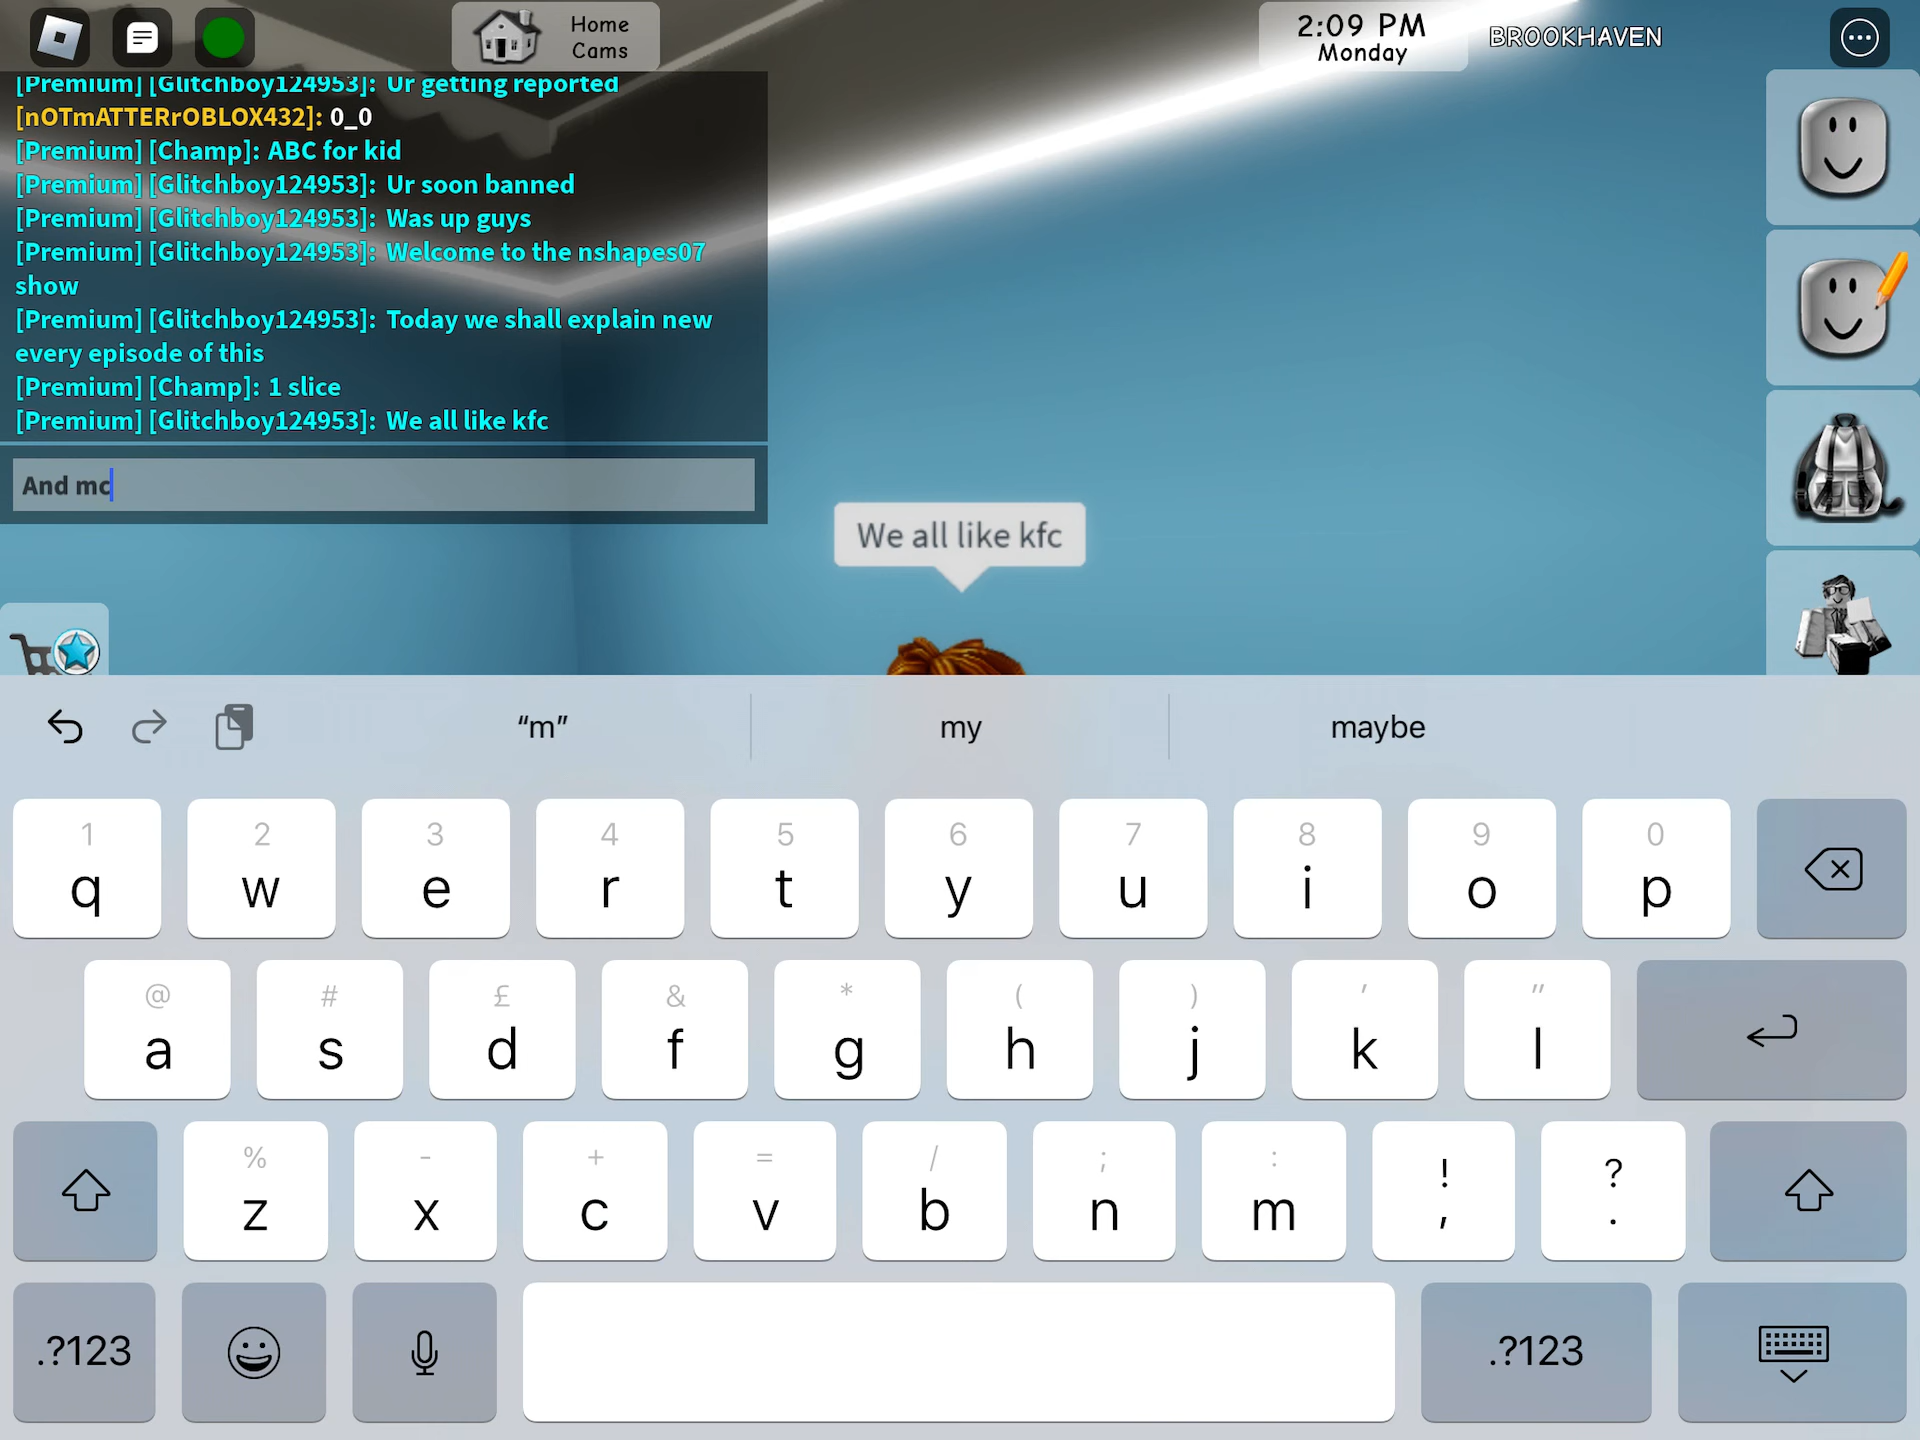 Home
Cams
2:09 PM
Monday
BROOKHAVEN
[Premium] [Glitchboy124953]: Ur getting reported
[nOTmATTERrOBLOX432]: 0_0
[Premium] [Champ]: ABC for kid
[Premium] [Glitchboy124953]: Ur soon banned
[Premium] [Glitchboy124953]: Was up guys
[Premium] [Glitchboy124953]: Welcome to the nshapes07
show
[Premium] [Glitchboy124953]: Today we shall explain new
every episode of this
[Premium] [Champ]: 1 slice
[Premium] [Glitchboy124953]: We all like kfc
And mc
We all like kfc
“m” my maybe
1 2 3 4 5 6 7 8 9 0
q w e r t y u i o p
@ # £ & * ( ) ' "
a s d f g h j k l
% - + = / ; : ! ?
z x c v b n m , .
.?123 .?123